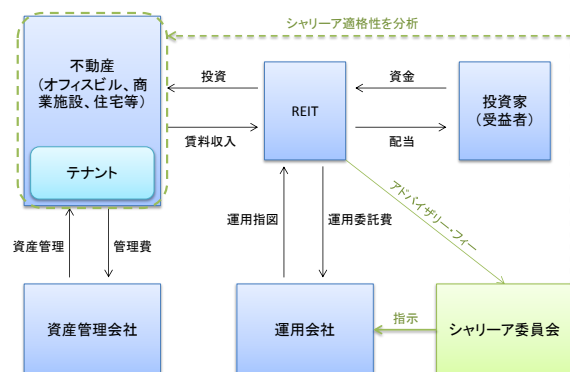 シャリーア適格性を分析
不動産
（オフィスビル、商
業施設、住宅等）
テナント
投資
賃料収入
REIT
資金
配当
投資家
（受益者）
資産管理
管理費
運用指図
運用委託費
アドバイザリー・フィー
資産管理会社
運用会社
指示
シャリーア委員会